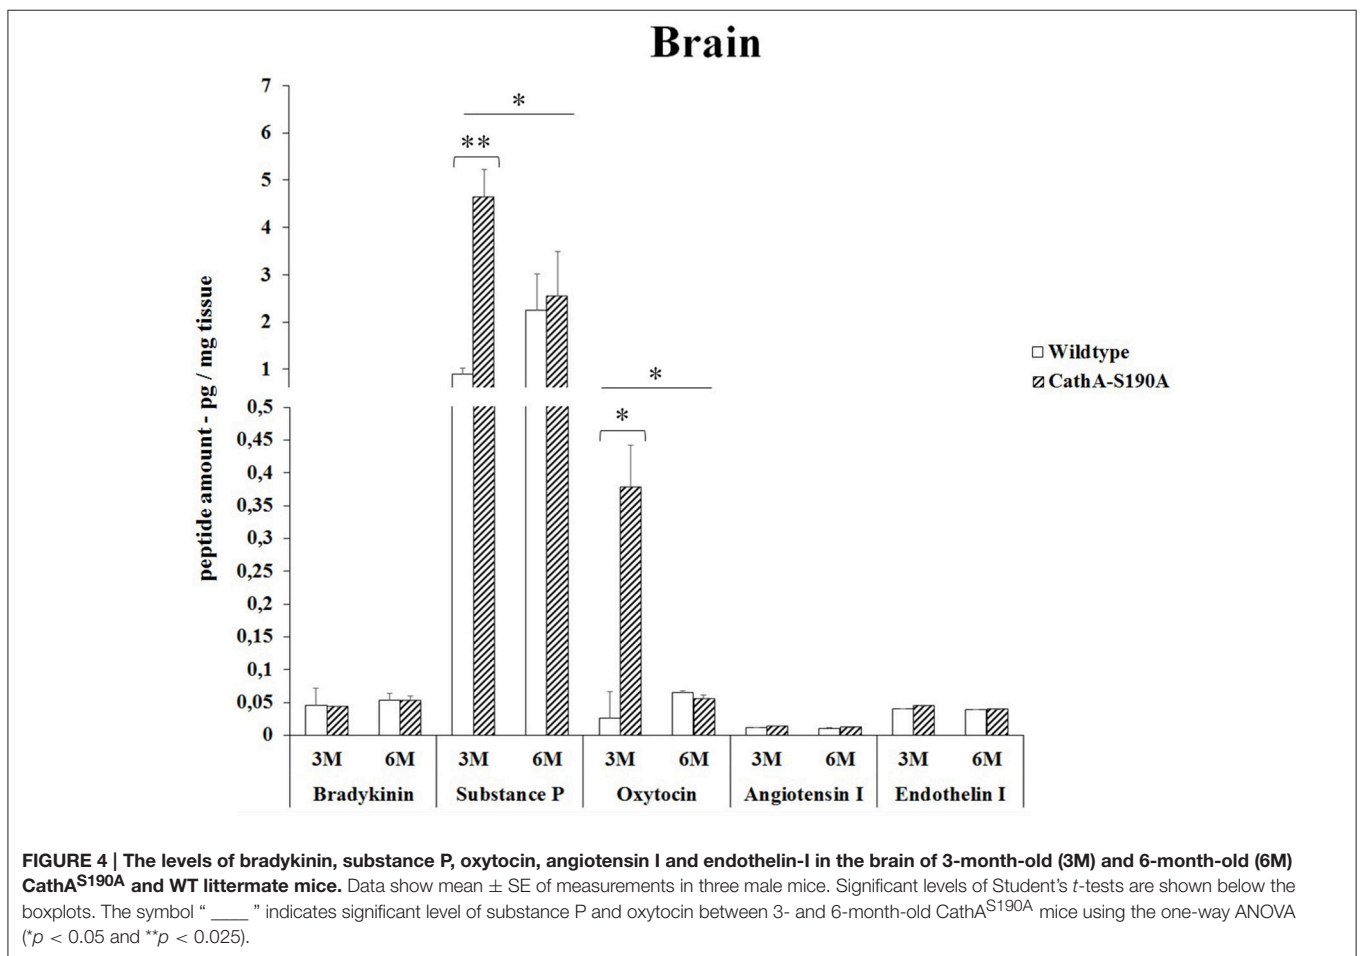 Brain
7
6
5
4
3
2
1
0,5
0,45
0,4
0,35
0,3
0,25
0,2
0,15
0,1
0,05
0
peptide amount - pg / mg tissue
*
**
*
*
Wildtype
CathA-S190A
3M 6M 3M 6M 3M 6M 3M 6M 3M 6M
Bradykinin Substance P Oxytocin Angiotensin I Endothelin I
FIGURE 4 | The levels of bradykinin, substance P, oxytocin, angiotensin I and endothelin-I in the brain of 3-month-old (3M) and 6-month-old (6M)
CathAS190A and WT littermate mice. Data show mean ± SE of measurements in three male mice. Significant levels of Student's t-tests are shown below the
boxplots. The symbol “ ____ ” indicates significant level of substance P and oxytocin between 3- and 6-month-old CathAS190A mice using the one-way ANOVA
(*p < 0.05 and **p < 0.025).